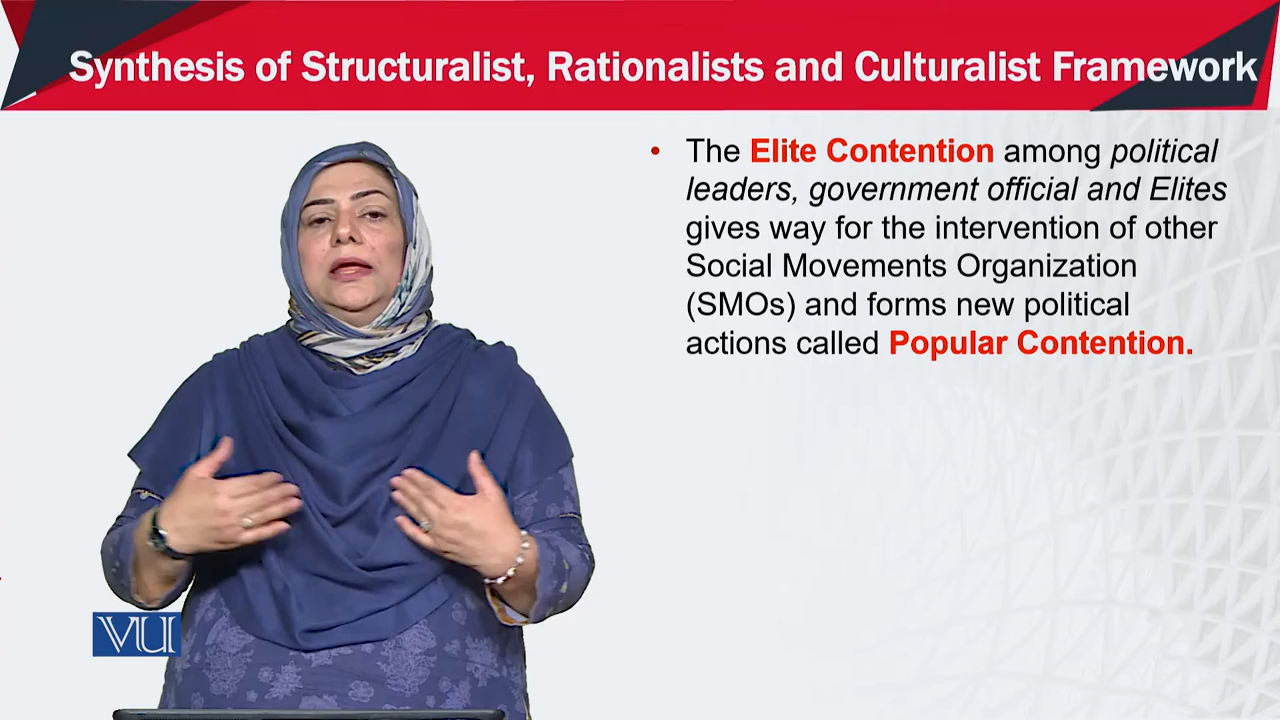 Synthesis of Structuralist, Rationalists and Culturalist Framework
• The Elite Contention among political
leaders, government official and Elites
gives way for the intervention of other
Social Movements Organization
(SMOs) and forms new political
actions called Popular Contention.
VU